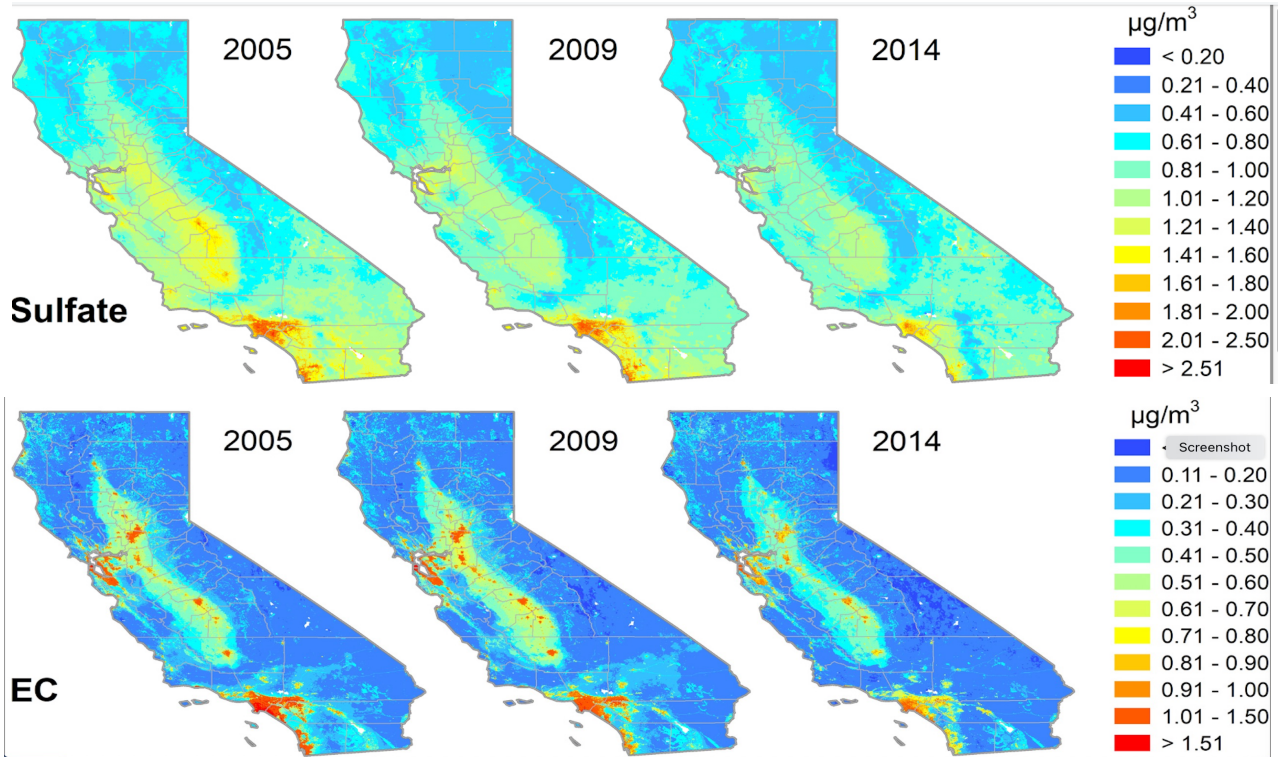 2005
2009
2014
µg/m³
< 0.20
0.21 - 0.40
0.41 - 0.60
0.61 - 0.80
0.81 - 1.00
1.01 - 1.20
1.21 - 1.40
1.41 - 1.60
1.61 - 1.80
1.81 - 2.00
2.01 - 2.50
> 2.51
Sulfate
2005
2009
2014
µg/m³
Screenshot
0.11 - 0.20
0.21 - 0.30
0.31 - 0.40
0.41 - 0.50
0.51 - 0.60
0.61 - 0.70
0.71 - 0.80
0.81 - 0.90
0.91 - 1.00
1.01 - 1.50
> 1.51
EC